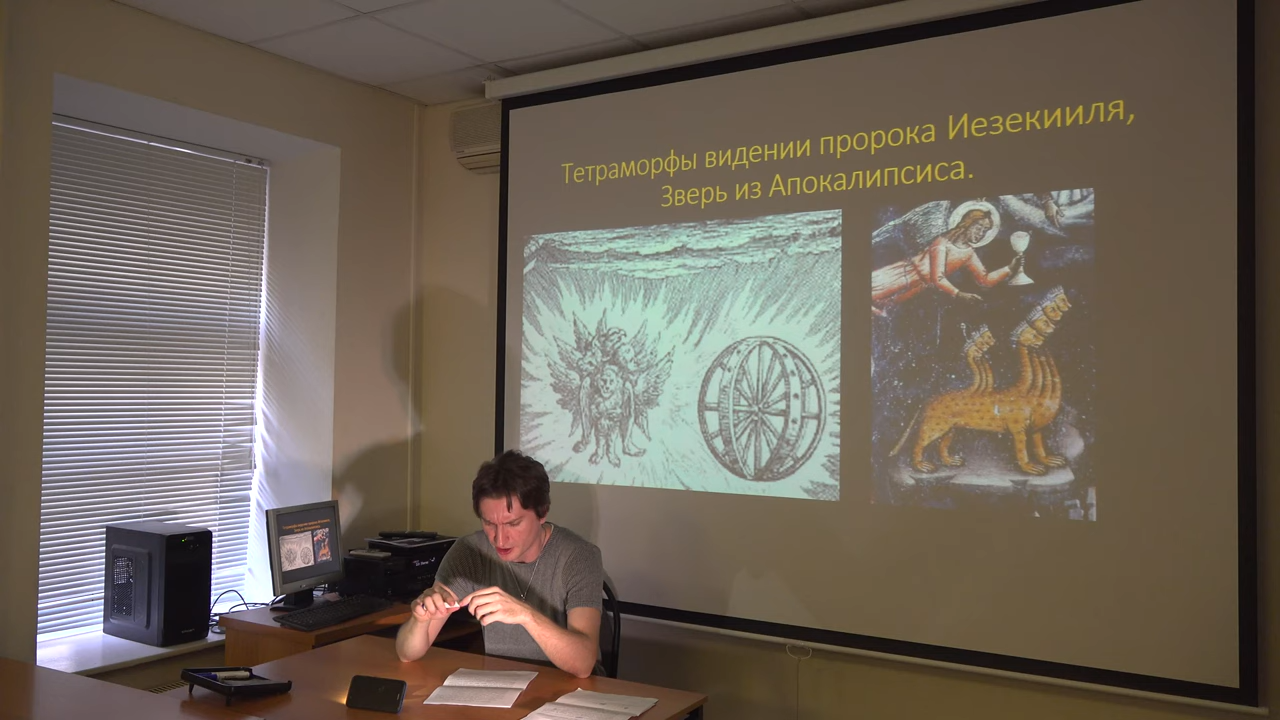 Тетраморфы видении пророка Иезекииля,
Зверь из Апокалипсиса.